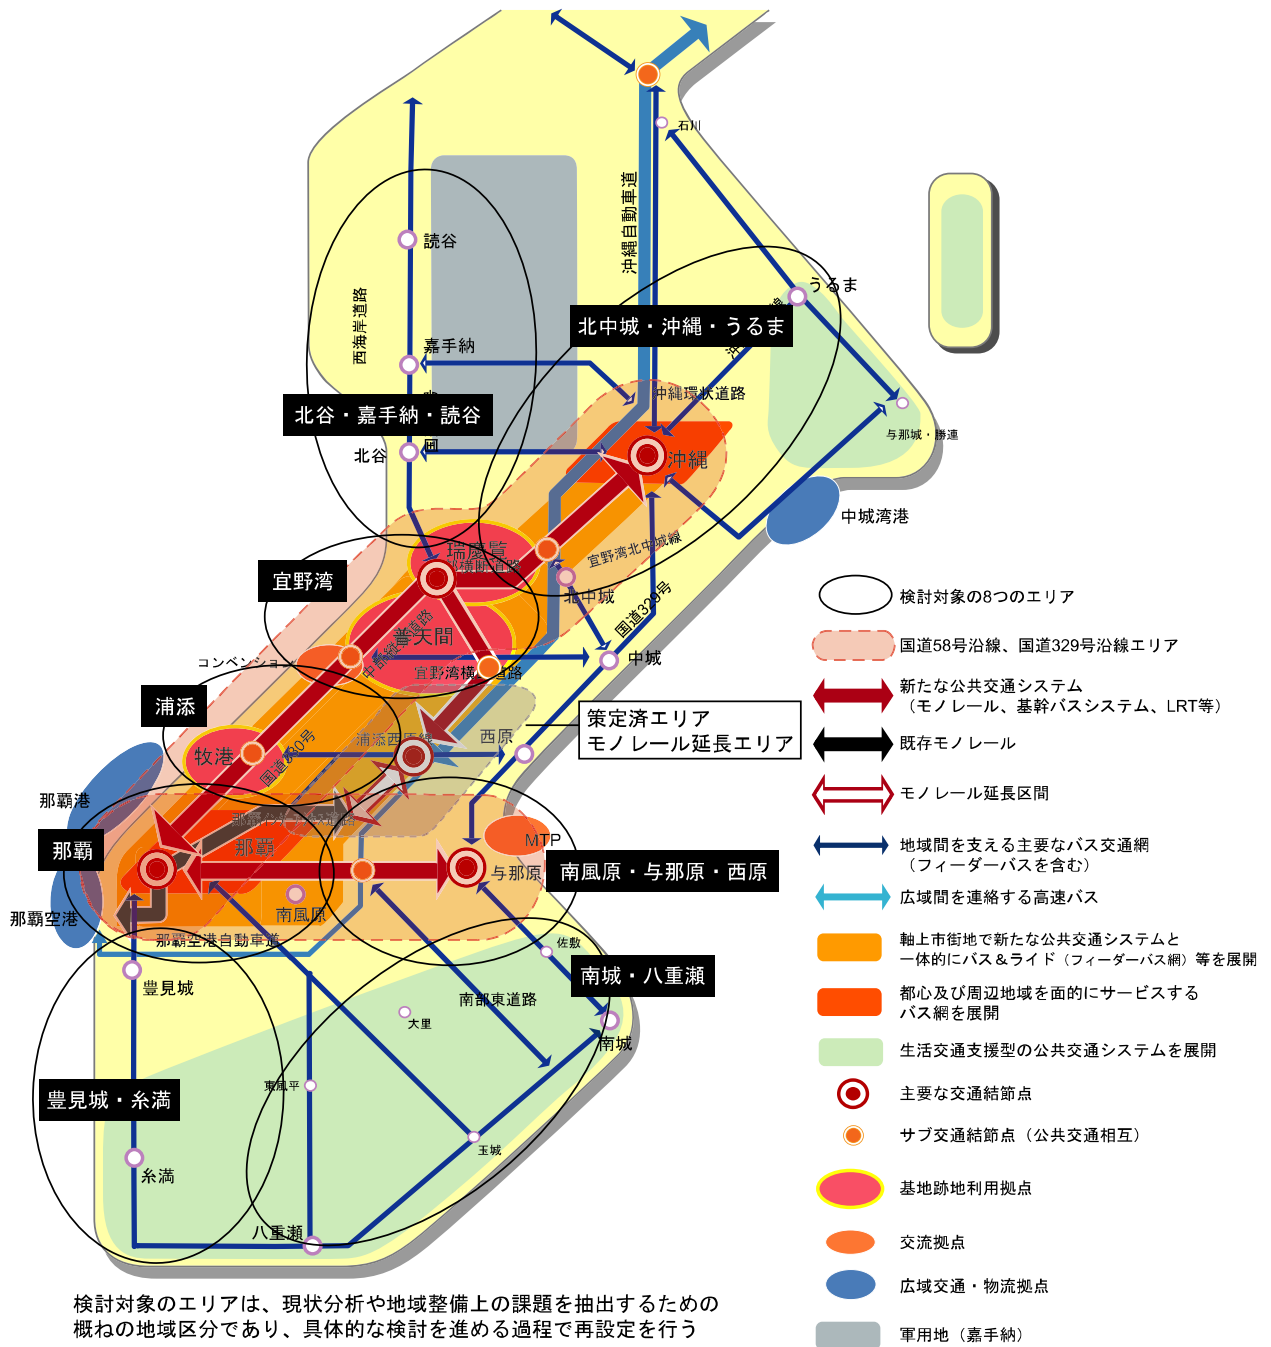 石川
沖縄自動車道
読谷
うるま
西海岸道路
北中城・沖縄・うるま
嘉手納
沖縄環状道路
北谷・嘉手納・読谷
与那城・勝連
北谷
沖縄
中城湾港
瑞慶覧
宜野湾北中城線
宜野湾
北中城
国道329号
普天間
中城
コンベンション
浦添
策定済エリア
モノレール延長エリア
西原
浦添西原線
牧港
国道330号
那覇港
MTP
那覇
那覇
与那原
南風原・与那原・西原
南風原
那覇空港
那覇空港自動車道
佐敷
豊見城
南城・八重瀬
南部東道路
大里
南城
東風平
豊見城・糸満
玉城
糸満
八重瀬
検討対象の8つのエリア
国道58号沿線、国道329号沿線エリア
新たな公共交通システム
（モノレール、基幹バスシステム、LRT等）
既存モノレール
モノレール延長区間
地域間を支える主要なバス交通網
（フィーダーバスを含む）
広域間を連絡する高速バス
軸上市街地で新たな公共交通システムと
一体的にバス＆ライド（フィーダーバス網）等を展開
都心及び周辺地域を面的にサービスする
バス網を展開
生活交通支援型の公共交通システムを展開
主要な交通結節点
サブ交通結節点（公共交通相互）
基地跡地利用拠点
交流拠点
広域交通・物流拠点
軍用地（嘉手納）
検討対象のエリアは、現状分析や地域整備上の課題を抽出するための
概ねの地域区分であり、具体的な検討を進める過程で再設定を行う